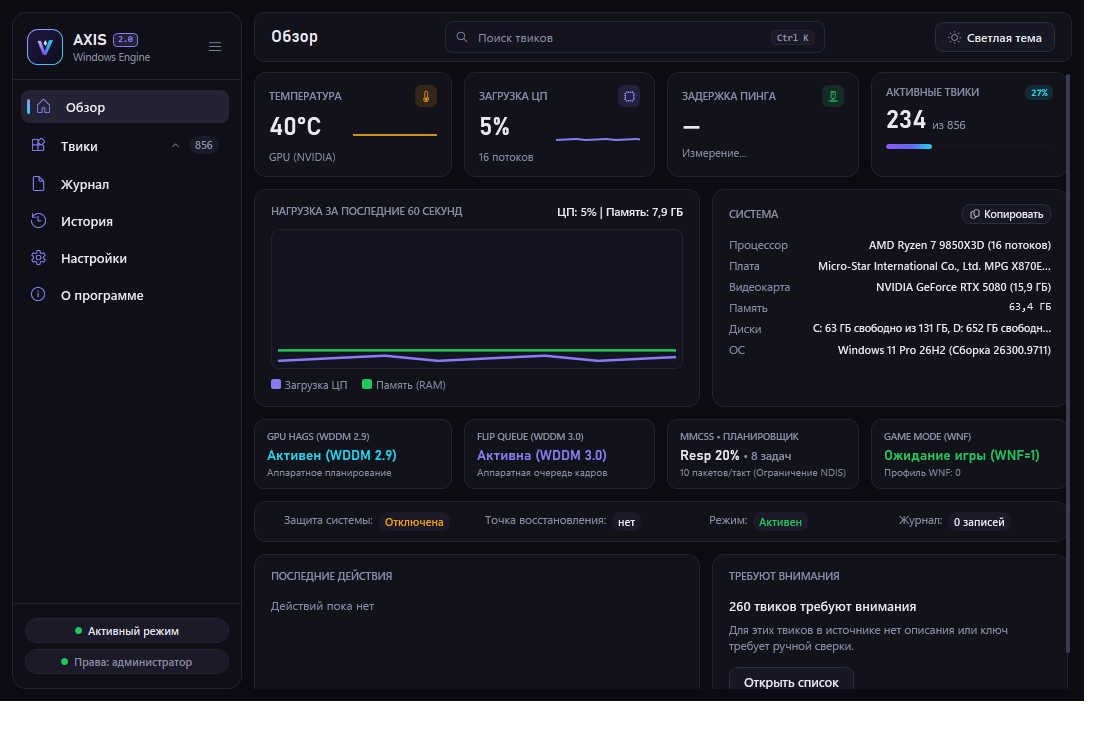 AXIS 2.0
Windows Engine
Обзор
Твики 856
Журнал
История
Настройки
О программе
Активный режим
Права: администратор
Обзор
Поиск твиков Ctrl K
Светлая тема
ТЕМПЕРАТУРА
40°C
GPU (NVIDIA)
ЗАГРУЗКА ЦП
5%
16 потоков
ЗАДЕРЖКА ПИНГА
—
Измерение...
АКТИВНЫЕ ТВИКИ 27%
234 из 856
НАГРУЗКА ЗА ПОСЛЕДНИЕ 60 СЕКУНД ЦП: 5% | Память: 7,9 ГБ
Загрузка ЦП Память (RAM)
СИСТЕМА Копировать
Процессор AMD Ryzen 7 9850X3D (16 потоков)
Плата Micro-Star International Co., Ltd. MPG X870E...
Видеокарта NVIDIA GeForce RTX 5080 (15,9 ГБ)
Память 63,4 ГБ
Диски C: 63 ГБ свободно из 131 ГБ, D: 652 ГБ свободн...
ОС Windows 11 Pro 26H2 (Сборка 26300.9711)
GPU HAGS (WDDM 2.9)
Активен (WDDM 2.9)
Аппаратное планирование
FLIP QUEUE (WDDM 3.0)
Активна (WDDM 3.0)
Аппаратная очередь кадров
MMCSS • ПЛАНИРОВЩИК
Resp 20% • 8 задач
10 пакетов/такт (Ограничение NDIS)
GAME MODE (WNF)
Ожидание игры (WNF=1)
Профиль WNF: 0
Защита системы: Отключена Точка восстановления: нет Режим: Активен Журнал: 0 записей
ПОСЛЕДНИЕ ДЕЙСТВИЯ
Действий пока нет
ТРЕБУЮТ ВНИМАНИЯ
260 твиков требуют внимания
Для этих твиков в источнике нет описания или ключ
требует ручной сверки.
Открыть список